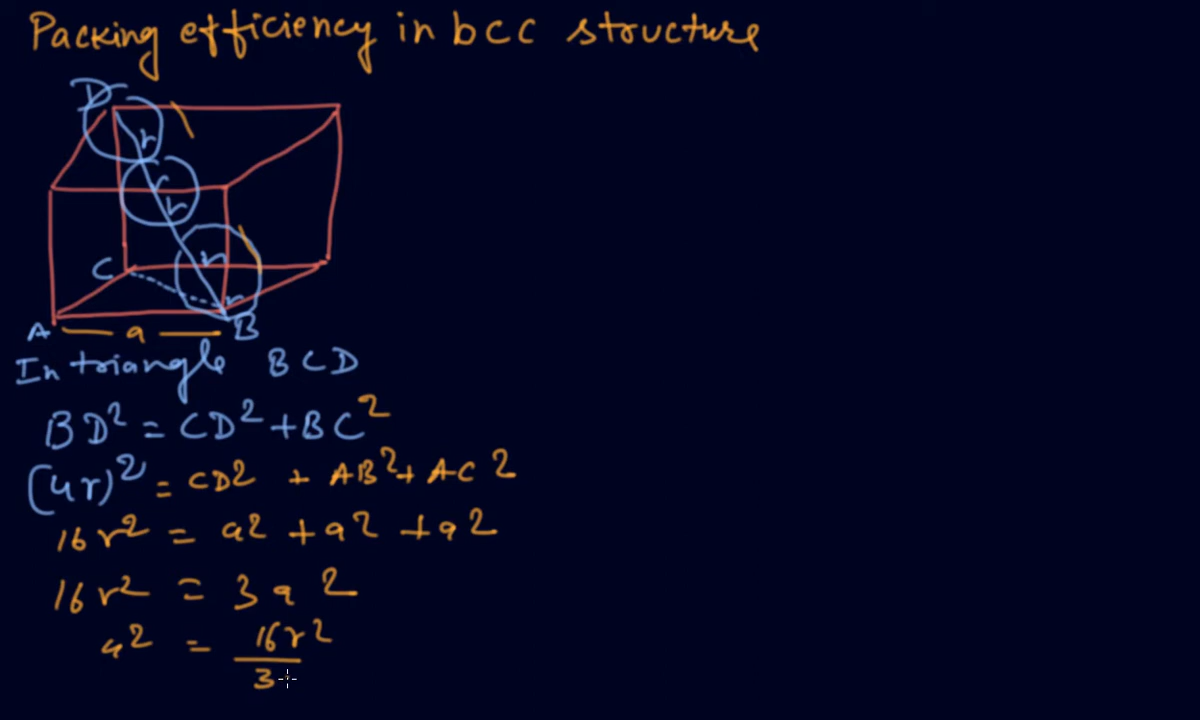 Packing efficiency in bcc structure
D
r
r
r
C
r
r
A a B
In triangle BCD
BD² = CD² + BC²
(4r)² = CD² + AB² + AC²
16r² = a² + a² + a²
16r² = 3a²
a² = 16r²
3